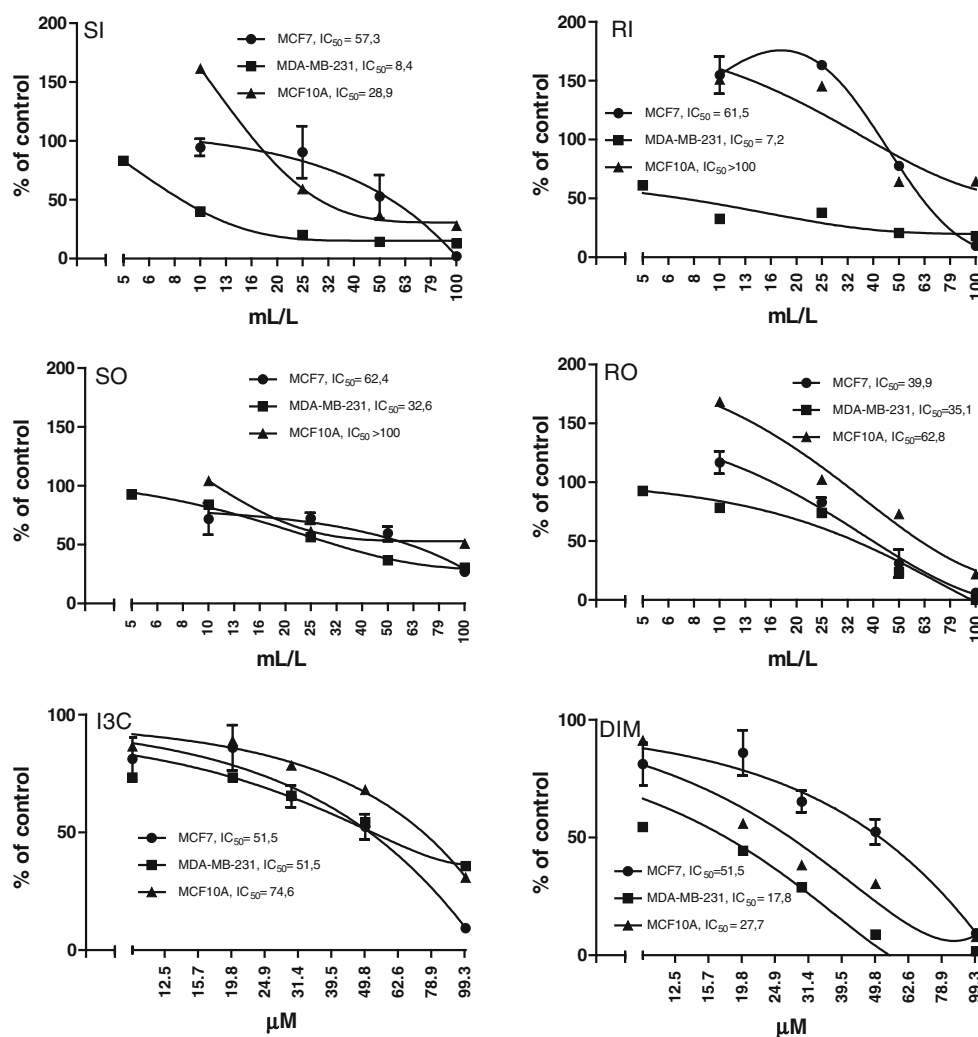 SI
200
150
100
50
0
% of control
MCF7, IC50 = 57,3
MDA-MB-231, IC50= 8,4
MCF10A, IC50 = 28,9
5 6 8 10 13 16 20 25 32 40 50 63 79 100
mL/L
RI
200
150
100
50
0
% of control
MCF7, IC50 = 61,5
MDA-MB-231, IC50= 7,2
MCF10A, IC50 >100
5 6 8 10 13 16 20 25 32 40 50 63 79 100
mL/L
SO
200
150
100
50
0
% of control
MCF7, IC50= 62,4
MDA-MB-231, IC50= 32,6
MCF10A, IC50 >100
5 6 8 10 13 16 20 25 32 40 50 63 79 100
mL/L
RO
200
150
100
50
0
% of control
MCF7, IC50= 39,9
MDA-MB-231, IC50=35,1
MCF10A, IC50=62,8
5 6 8 10 13 16 20 25 32 40 50 63 79 100
mL/L
I3C
100
50
0
% of control
MCF7, IC50= 51,5
MDA-MB-231, IC50= 51,5
MCF10A, IC50= 74,6
12.5 15.7 19.8 24.9 31.4 49.8 62.6 78.9 99.3
µM
DIM
100
50
0
% of control
MCF7, IC50=51,5
MDA-MB-231, IC50= 17,8
MCF10A, IC50= 27,7
12.5 15.7 19.8 24.9 31.4 49.8 62.6 78.9 99.3
µM